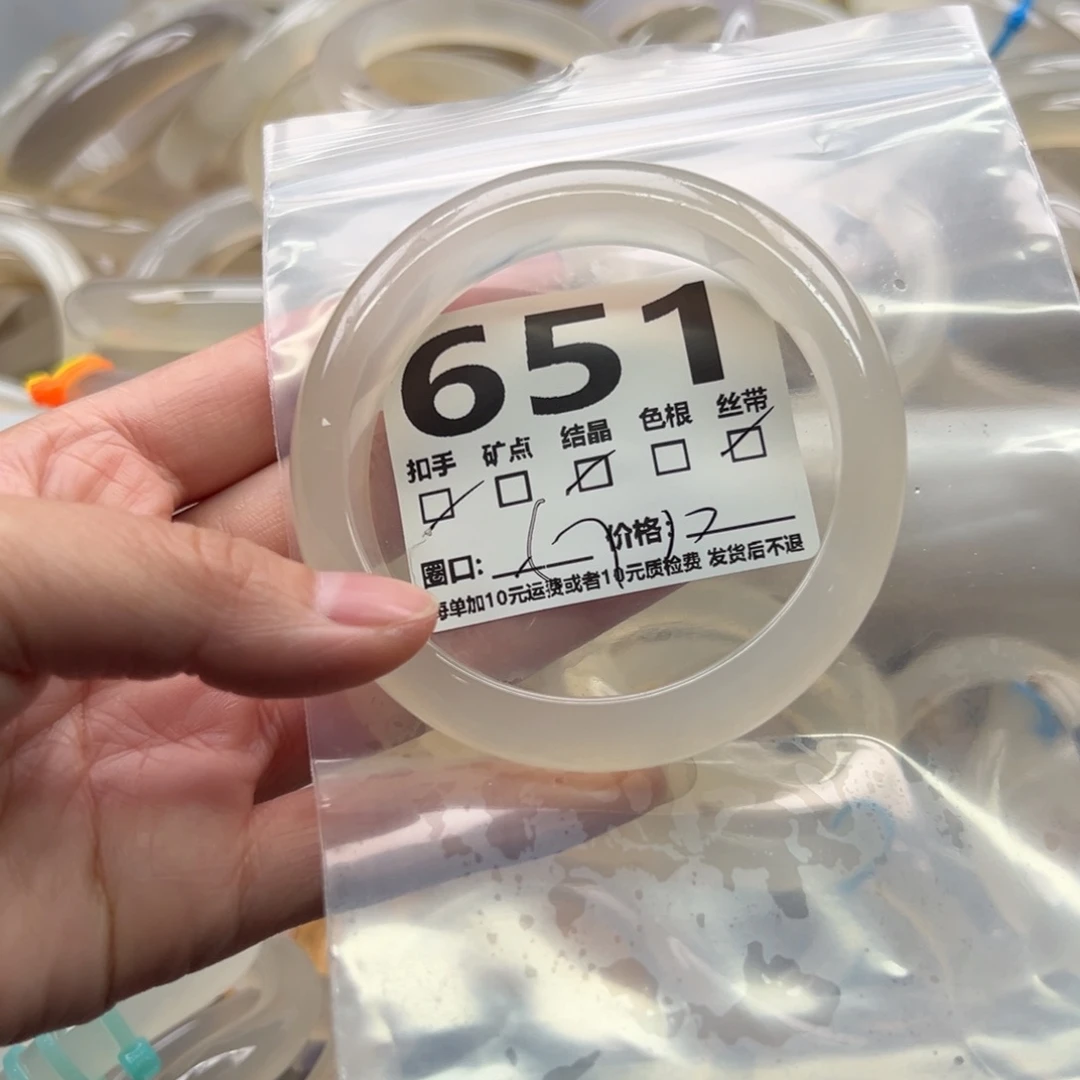 651
扣手 矿点 结晶 色根 丝带
圈口: 价格:
每单加10元运费或者10元质检费 发货后不退